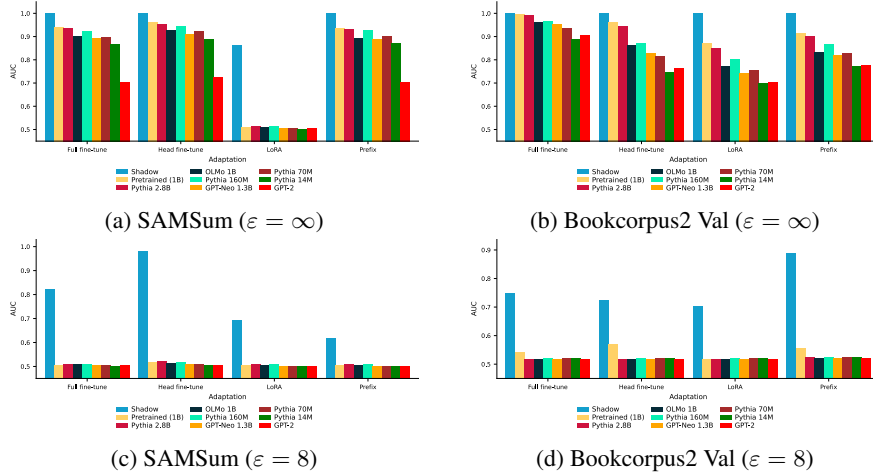 1.0
0.9
0.8
0.7
0.6
0.5
AUC
Full fine-tune Head fine-tune LoRA Prefix
Adaptation
Shadow OLMo 1B Pythia 70M
Pretrained (1B) Pythia 160M Pythia 14M
Pythia 2.8B GPT-Neo 1.3B GPT-2
(a) SAMSum (ε = ∞)
1.0
0.9
0.8
0.7
0.6
0.5
AUC
Full fine-tune Head fine-tune LoRA Prefix
Adaptation
Shadow OLMo 1B Pythia 70M
Pretrained (1B) Pythia 160M Pythia 14M
Pythia 2.8B GPT-Neo 1.3B GPT-2
(b) Bookcorpus2 Val (ε = ∞)
1.0
0.9
0.8
0.7
0.6
0.5
AUC
Full fine-tune Head fine-tune LoRA Prefix
Adaptation
Shadow OLMo 1B Pythia 70M
Pretrained (1B) Pythia 160M Pythia 14M
Pythia 2.8B GPT-Neo 1.3B GPT-2
(c) SAMSum (ε = 8)
0.9
0.8
0.7
0.6
0.5
AUC
Full fine-tune Head fine-tune LoRA Prefix
Adaptation
Shadow OLMo 1B Pythia 70M
Pretrained (1B) Pythia 160M Pythia 14M
Pythia 2.8B GPT-Neo 1.3B GPT-2
(d) Bookcorpus2 Val (ε = 8)